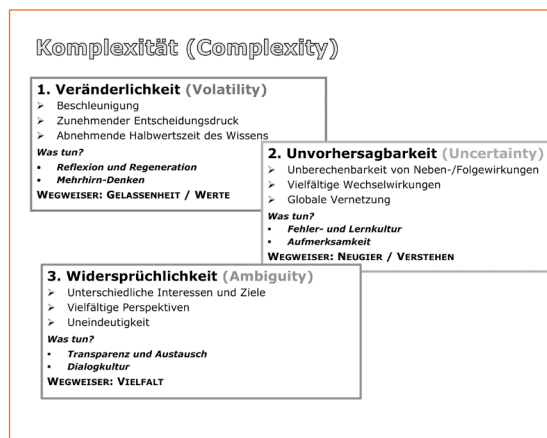 Komplexität (Complexity)
1. Veränderlichkeit (Volatility)
➢ Beschleunigung
➢ Zunehmender Entscheidungsdruck
➢ Abnehmende Halbwertszeit des Wissens
Was tun?
▪ Reflexion und Regeneration
▪ Mehrhirn-Denken
WEGWEISER: GELASSENHEIT / WERTE
2. Unvorhersagbarkeit (Uncertainty)
➢ Unberechenbarkeit von Neben-/Folgewirkungen
➢ Vielfältige Wechselwirkungen
➢ Globale Vernetzung
Was tun?
▪ Fehler- und Lernkultur
▪ Aufmerksamkeit
WEGWEISER: NEUGIER / VERSTEHEN
3. Widersprüchlichkeit (Ambiguity)
➢ Unterschiedliche Interessen und Ziele
➢ Vielfältige Perspektiven
➢ Uneindeutigkeit
Was tun?
▪ Transparenz und Austausch
▪ Dialogkultur
WEGWEISER: VIELFALT